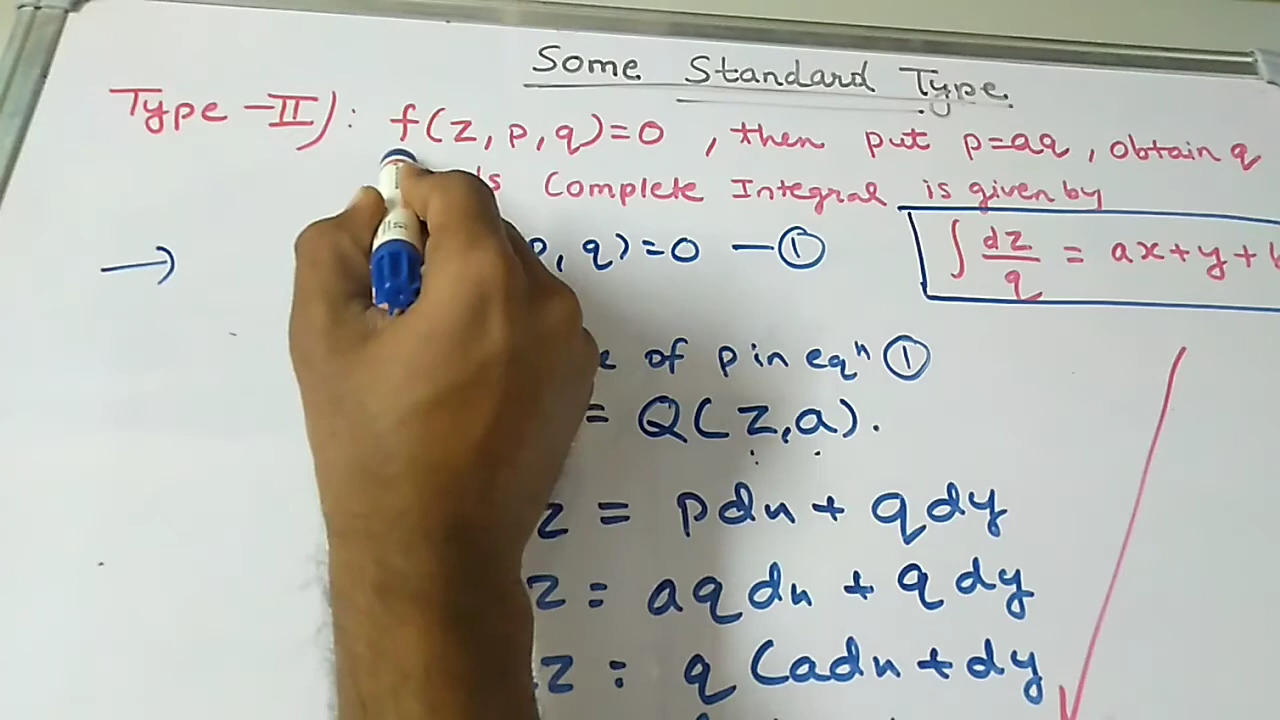 Some Standard Type
Type-II): f(z, p, q)=0 , then put p=aq, obtain q
Complete Integral is given by
p, q)=0 — ①
∫ dz/q = ax+y+
of p in eqⁿ ①
= Q(z,a).
z = pdx + qdy
z = aqdx + qdy
z = q(adx+dy